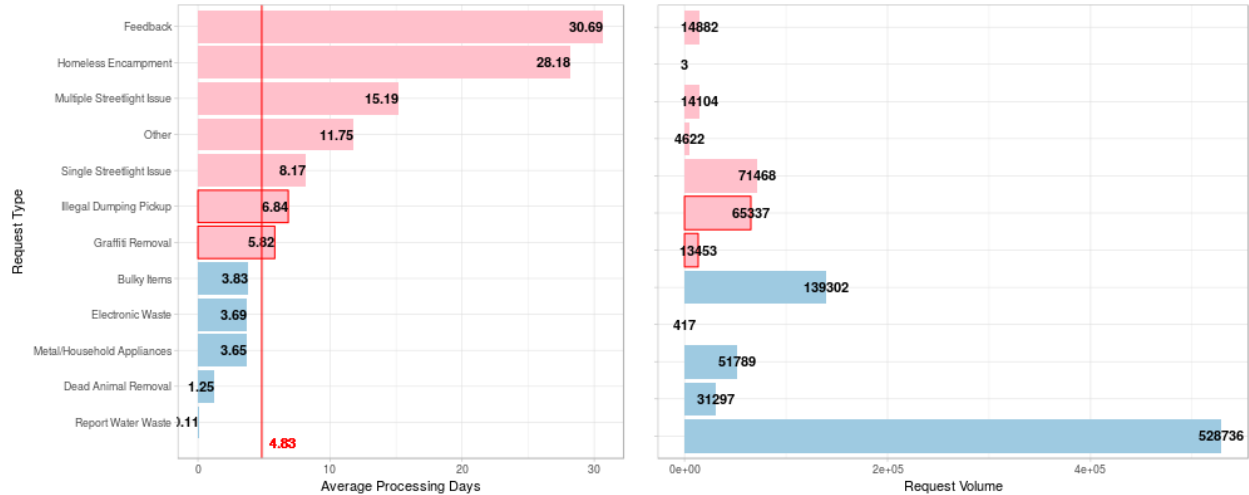 Request Type
Feedback 30.69 14882
Homeless Encampment 28.18 3
Multiple Streetlight Issue 15.19 14104
Other 11.75 4622
Single Streetlight Issue 8.17 71468
Illegal Dumping Pickup 6.84 65337
Graffiti Removal 5.82 13453
Bulky Items 3.83 139302
Electronic Waste 3.69 417
Metal/Household Appliances 3.65 51789
Dead Animal Removal 1.25 31297
Report Water Waste 0.11 528736
4.83
0 10 20 30 0e+00 2e+05 4e+05
Average Processing Days Request Volume